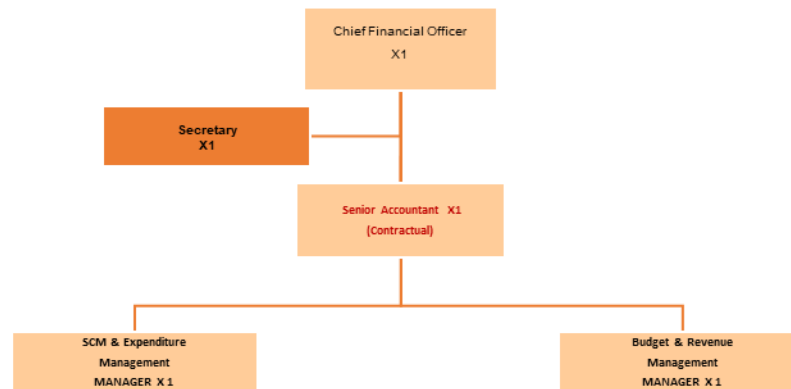 Chief Financial Officer
X1
Secretary
X1
Senior Accountant X1
(Contractual)
SCM & Expenditure
Management
MANAGER X 1
Budget & Revenue
Management
MANAGER X 1